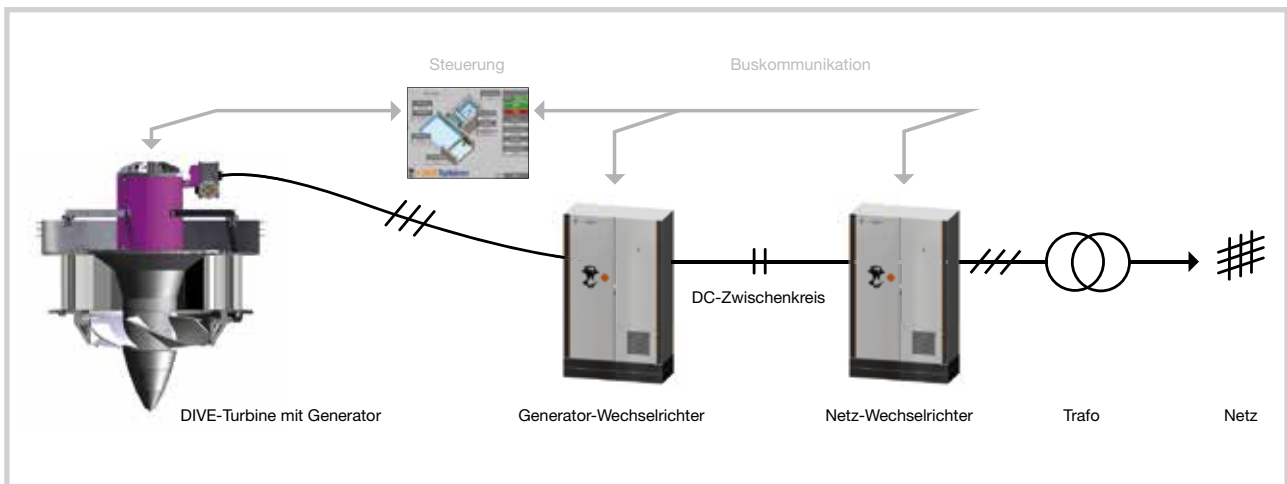 Steuerung
Buskommunikation
DC-Zwischenkreis
DIVE-Turbine mit Generator
Generator-Wechselrichter
Netz-Wechselrichter
Trafo
Netz